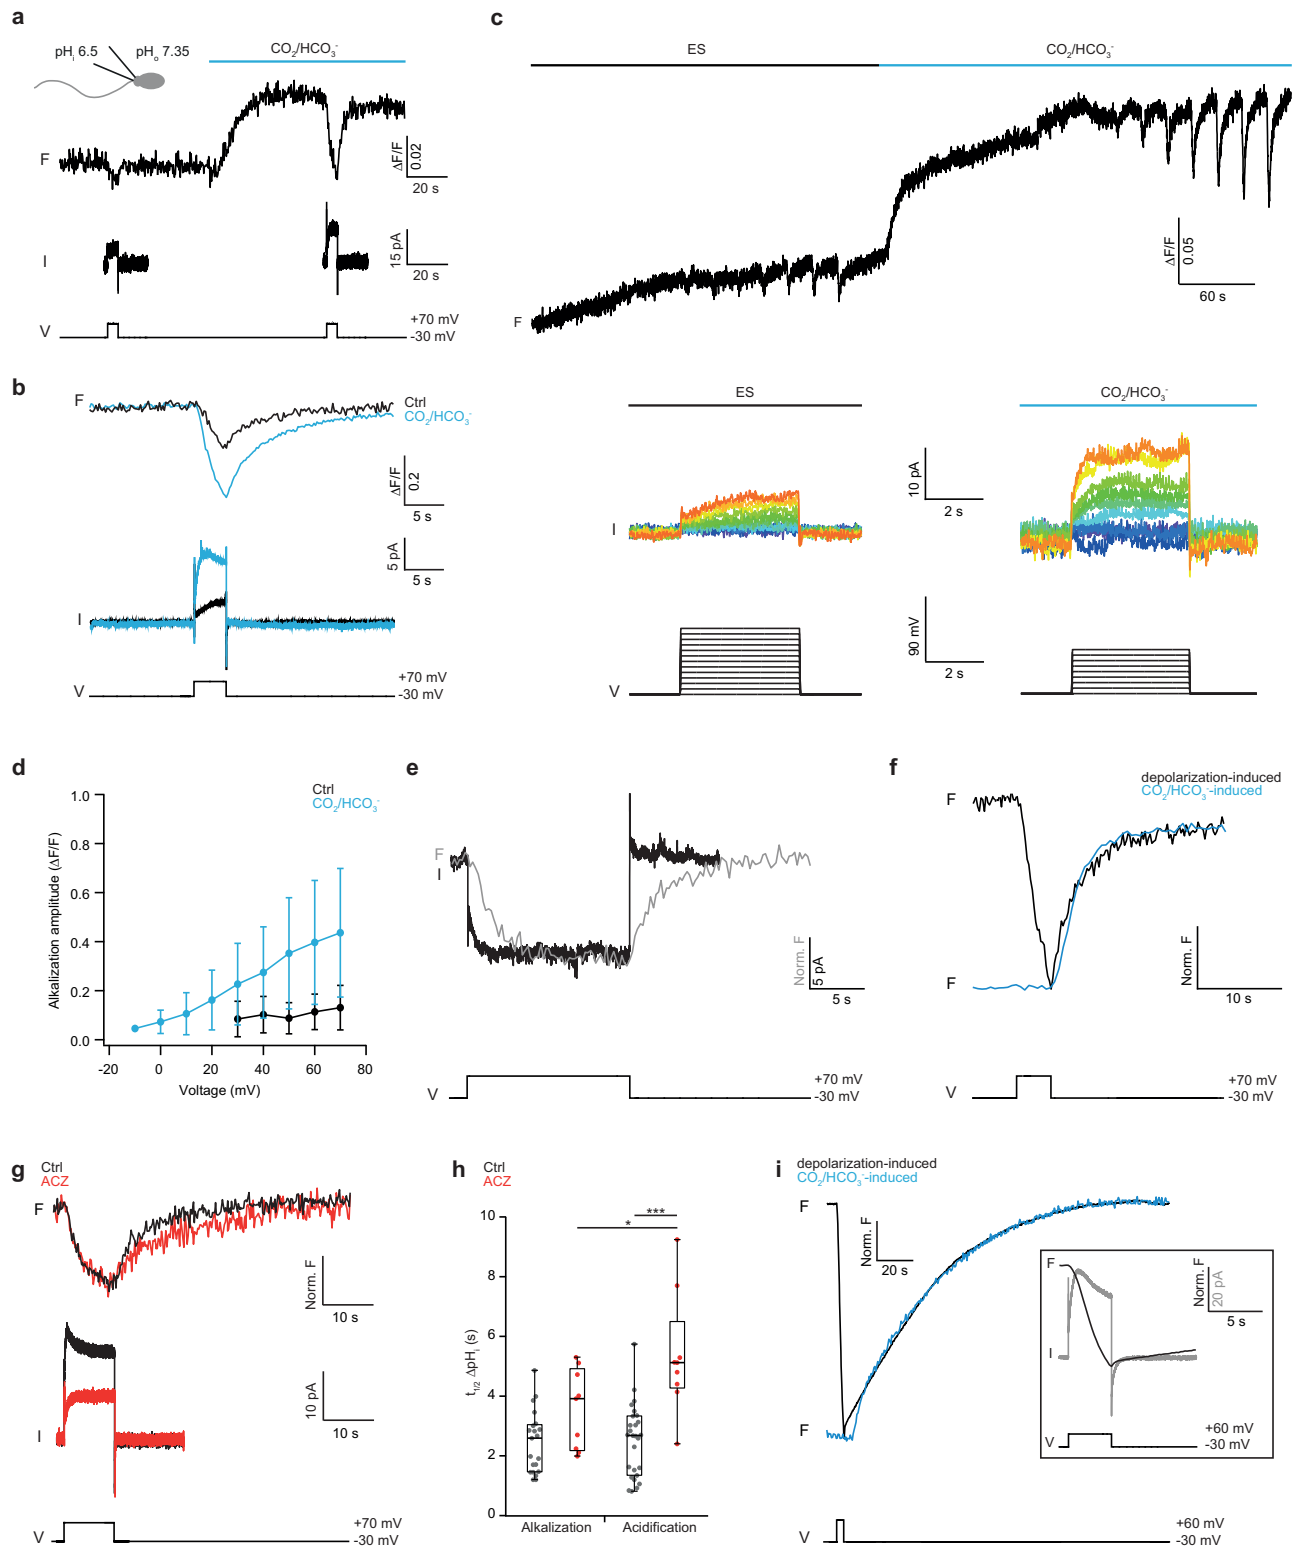 a
pHi 6.5
pHo 7.35
CO2/HCO3-
F
ΔF/F
0.02
20 s
I
15 pA
20 s
V
+70 mV
-30 mV
b
F
Ctrl
CO2/HCO3-
ΔF/F
0.2
5 s
5 pA
5 s
I
V
+70 mV
-30 mV
c
ES
CO2/HCO3-
F
ΔF/F
0.05
60 s
ES
CO2/HCO3-
10 pA
2 s
I
90 mV
2 s
V
d
Ctrl
CO2/HCO3-
Alkalization amplitude (ΔF/F)
1.0
0.8
0.6
0.4
0.2
0.0
-20
0
20
40
60
80
Voltage (mV)
e
F
I
Norm. F
5 pA
5 s
V
+70 mV
-30 mV
f
depolarization-induced
CO2/HCO3--induced
F
F
Norm. F
10 s
V
+70 mV
-30 mV
g
Ctrl
ACZ
F
Norm. F
10 s
10 pA
10 s
I
V
+70 mV
-30 mV
h
Ctrl
ACZ
t1/2 ΔpHi (s)
10
8
6
4
2
0
*
***
Alkalization
Acidification
i
depolarization-induced
CO2/HCO3--induced
F
Norm. F
20 s
F
F
Norm. F
20 pA
5 s
I
V
+60 mV
-30 mV
V
+60 mV
-30 mV